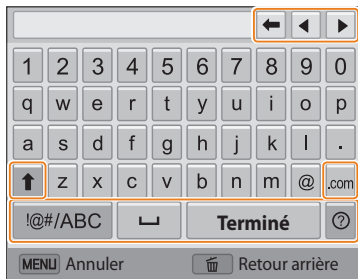 1 2 3 4 5 6 7 8 9 0
q w e r t y u i o p
a s d f g h j k l .
z x c v b n m @ .com
!@#/ABC Terminé ?
MENU Annuler Retour arrière